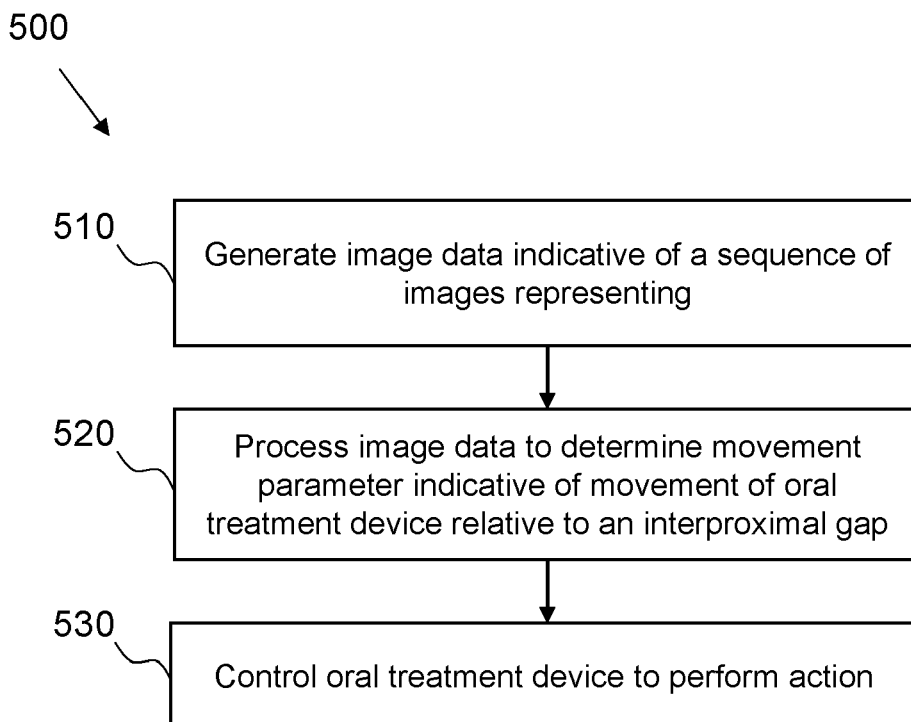 500
510
Generate image data indicative of a sequence of
images representing
520
Process image data to determine movement
parameter indicative of movement of oral
treatment device relative to an interproximal gap
530
Control oral treatment device to perform action